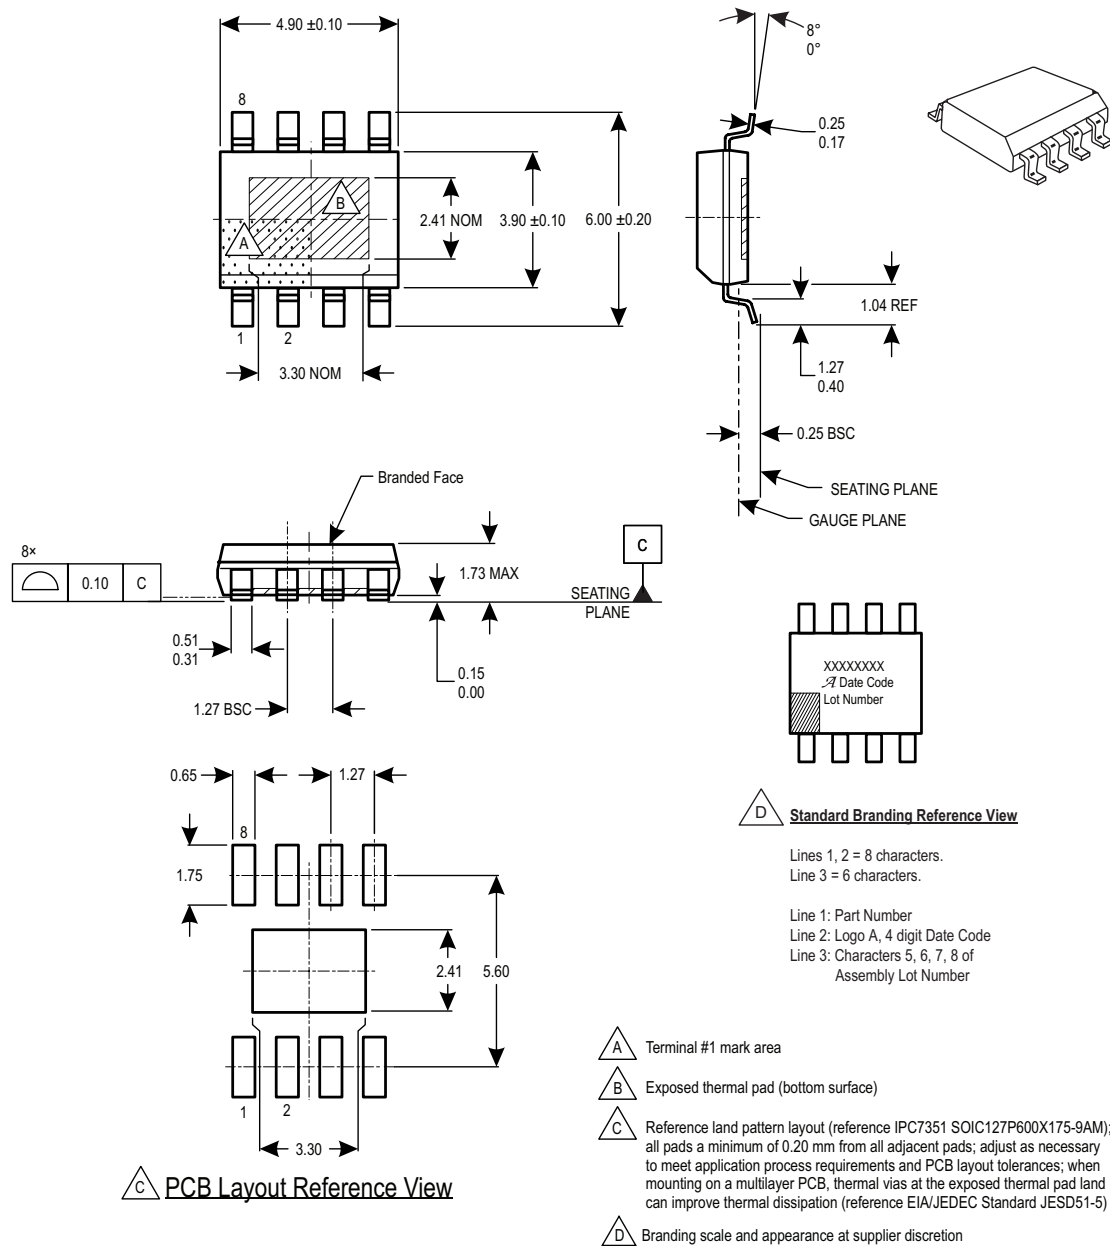 4.90 ±0.10
8
2.41 NOM
3.90 ±0.10
6.00 ±0.20
B
A
1
2
3.30 NOM
8°
0°
0.25
0.17
1.04 REF
1.27
0.40
0.25 BSC
SEATING PLANE
GAUGE PLANE
Branded Face
8×
0.10
C
1.73 MAX
SEATING
PLANE
C
0.51
0.31
0.15
0.00
1.27 BSC
XXXXXXXX
A Date Code
Lot Number
D Standard Branding Reference View
Lines 1, 2 = 8 characters.
Line 3 = 6 characters.
Line 1: Part Number
Line 2: Logo A, 4 digit Date Code
Line 3: Characters 5, 6, 7, 8 of
Assembly Lot Number
0.65
1.27
8
1.75
2.41
5.60
1
2
3.30
C PCB Layout Reference View
A Terminal #1 mark area
B Exposed thermal pad (bottom surface)
C Reference land pattern layout (reference IPC7351 SOIC127P600X175-9AM);
all pads a minimum of 0.20 mm from all adjacent pads; adjust as necessary
to meet application process requirements and PCB layout tolerances; when
mounting on a multilayer PCB, thermal vias at the exposed thermal pad land
can improve thermal dissipation (reference EIA/JEDEC Standard JESD51-5)
D Branding scale and appearance at supplier discretion